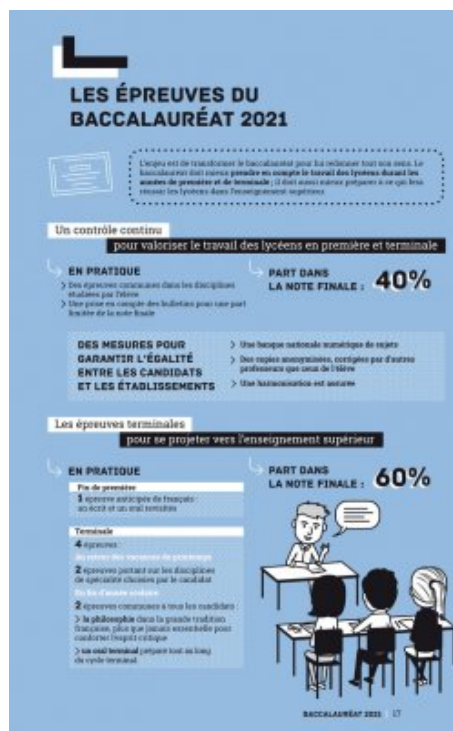 LES ÉPREUVES DU
BACCALAURÉAT 2021
L'enjeu est de transformer le baccalauréat pour lui redonner tout son sens. Le
baccalauréat doit mieux prendre en compte le travail des lycéens durant les
années de première et de terminale ; il doit aussi mieux préparer à ce qui fera
réussir les lycéens dans l'enseignement supérieur
Un contrôle continu
pour valoriser le travail des lycéens en première et terminale
EN PRATIQUE
> Des épreuves communes dans les disciplines
étudiées par l'élève
> Une prise en compte des bulletins pour une part
limitée de la note finale
PART DANS
LA NOTE FINALE : 40%
DES MESURES POUR
GARANTIR L'ÉGALITÉ
ENTRE LES CANDIDATS
ET LES ÉTABLISSEMENTS
> Une banque nationale numérique de sujets
> Des copies anonymisées, corrigées par d'autres
professeurs que ceux de l'élève
> Une harmonisation est assurée
Les épreuves terminales
pour se projeter vers l'enseignement supérieur
EN PRATIQUE
Fin de première
1 épreuve anticipée de français :
un écrit et un oral revisités
Terminale
4 épreuves :
Au retour des vacances de printemps
2 épreuves portant sur les disciplines
de spécialité choisies par le candidat
En fin d'année scolaire
2 épreuves communes à tous les candidats :
> la philosophie dans la grande tradition
française, plus que jamais essentielle pour
conforter l'esprit critique
> un oral terminal préparé tout au long
du cycle terminal
PART DANS
LA NOTE FINALE : 60%
BACCALAURÉAT 2021 | 17